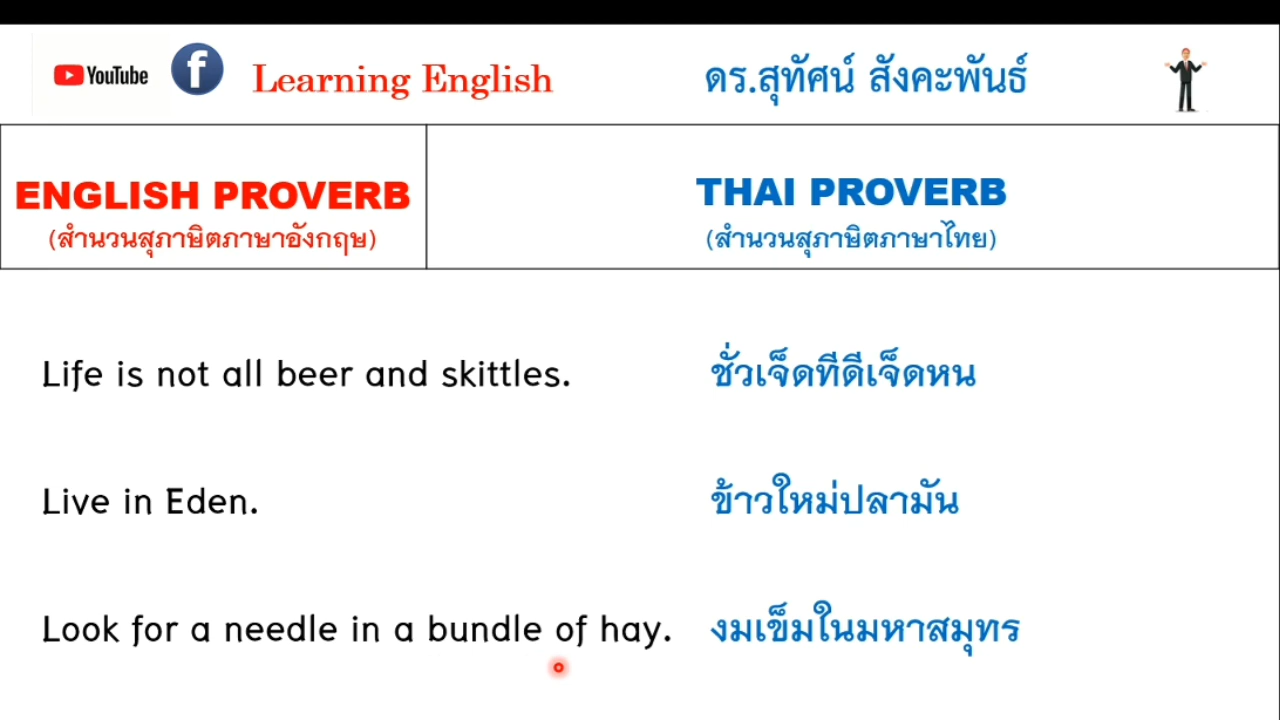 YouTube f Learning English ดร.สุทัศน์ สังคะพันธ์
ENGLISH PROVERB THAI PROVERB
(สำนวนสุภาษิตภาษาอังกฤษ) (สำนวนสุภาษิตภาษาไทย)
Life is not all beer and skittles. ชั่วเจ็ดทีดีเจ็ดหน
Live in Eden. ข้าวใหม่ปลามัน
Look for a needle in a bundle of hay. งมเข็มในมหาสมุทร